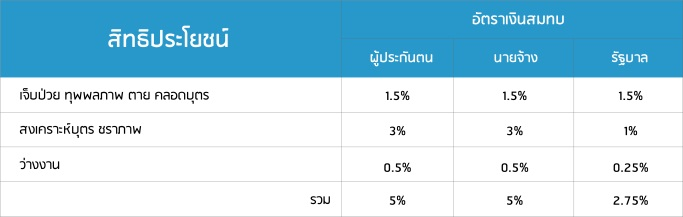 สิทธิประโยชน์
อัตราเงินสมทบ
ผู้ประกันตน นายจ้าง รัฐบาล
เจ็บป่วย ทุพพลภาพ ตาย คลอดบุตร 1.5% 1.5% 1.5%
สงเคราะห์บุตร ชราภาพ 3% 3% 1%
ว่างงาน 0.5% 0.5% 0.25%
รวม 5% 5% 2.75%